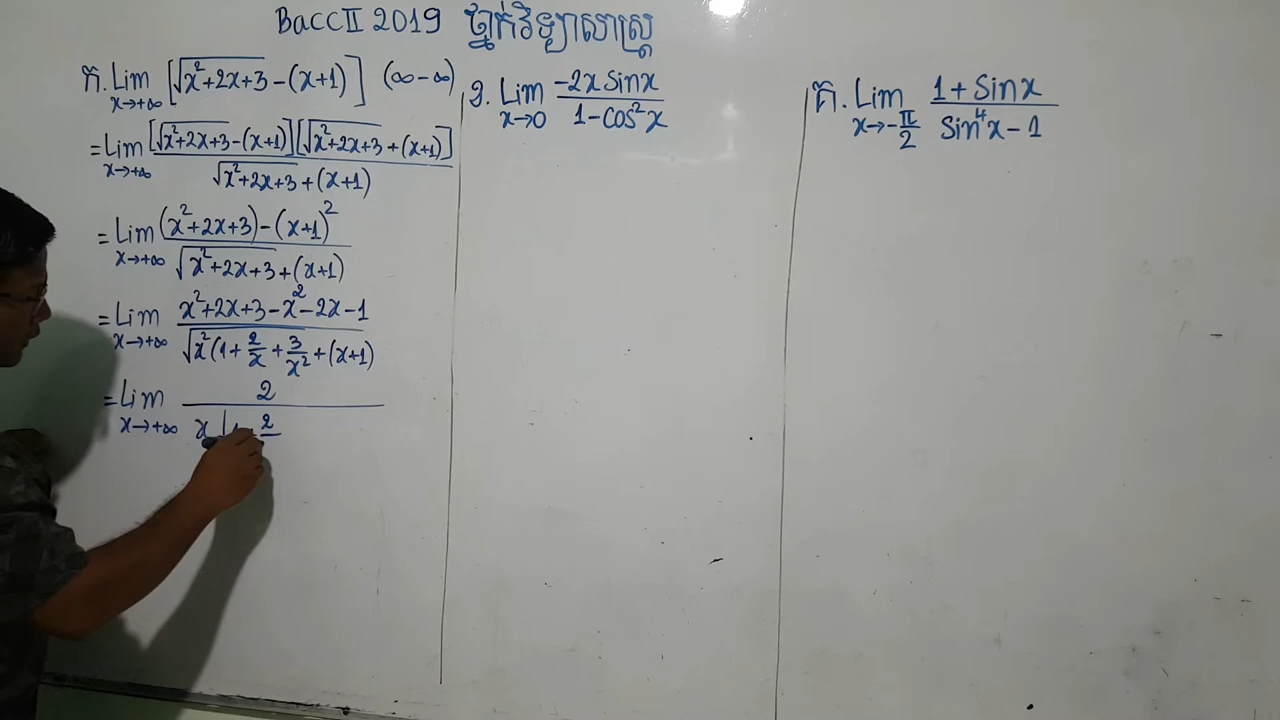 BaccII 2019 ថ្នាក់វិទ្យាសាស្ត្រ
ក. Lim x→+∞ [√x²+2x+3 - (x+1)] (∞-∞)
= Lim x→+∞ [√x²+2x+3 - (x+1)][√x²+2x+3 + (x+1)] / √x²+2x+3 + (x+1)
= Lim x→+∞ (x²+2x+3) - (x+1)² / √x²+2x+3 + (x+1)
= Lim x→+∞ x²+2x+3-x²-2x-1 / √x²(1+2/x+3/x² + (x+1)
= Lim x→+∞ 2 / x 2
ខ. Lim x→0 -2x Sinx / 1-cos²x
គ. Lim x→-π/2 1+Sinx / Sin⁴x-1